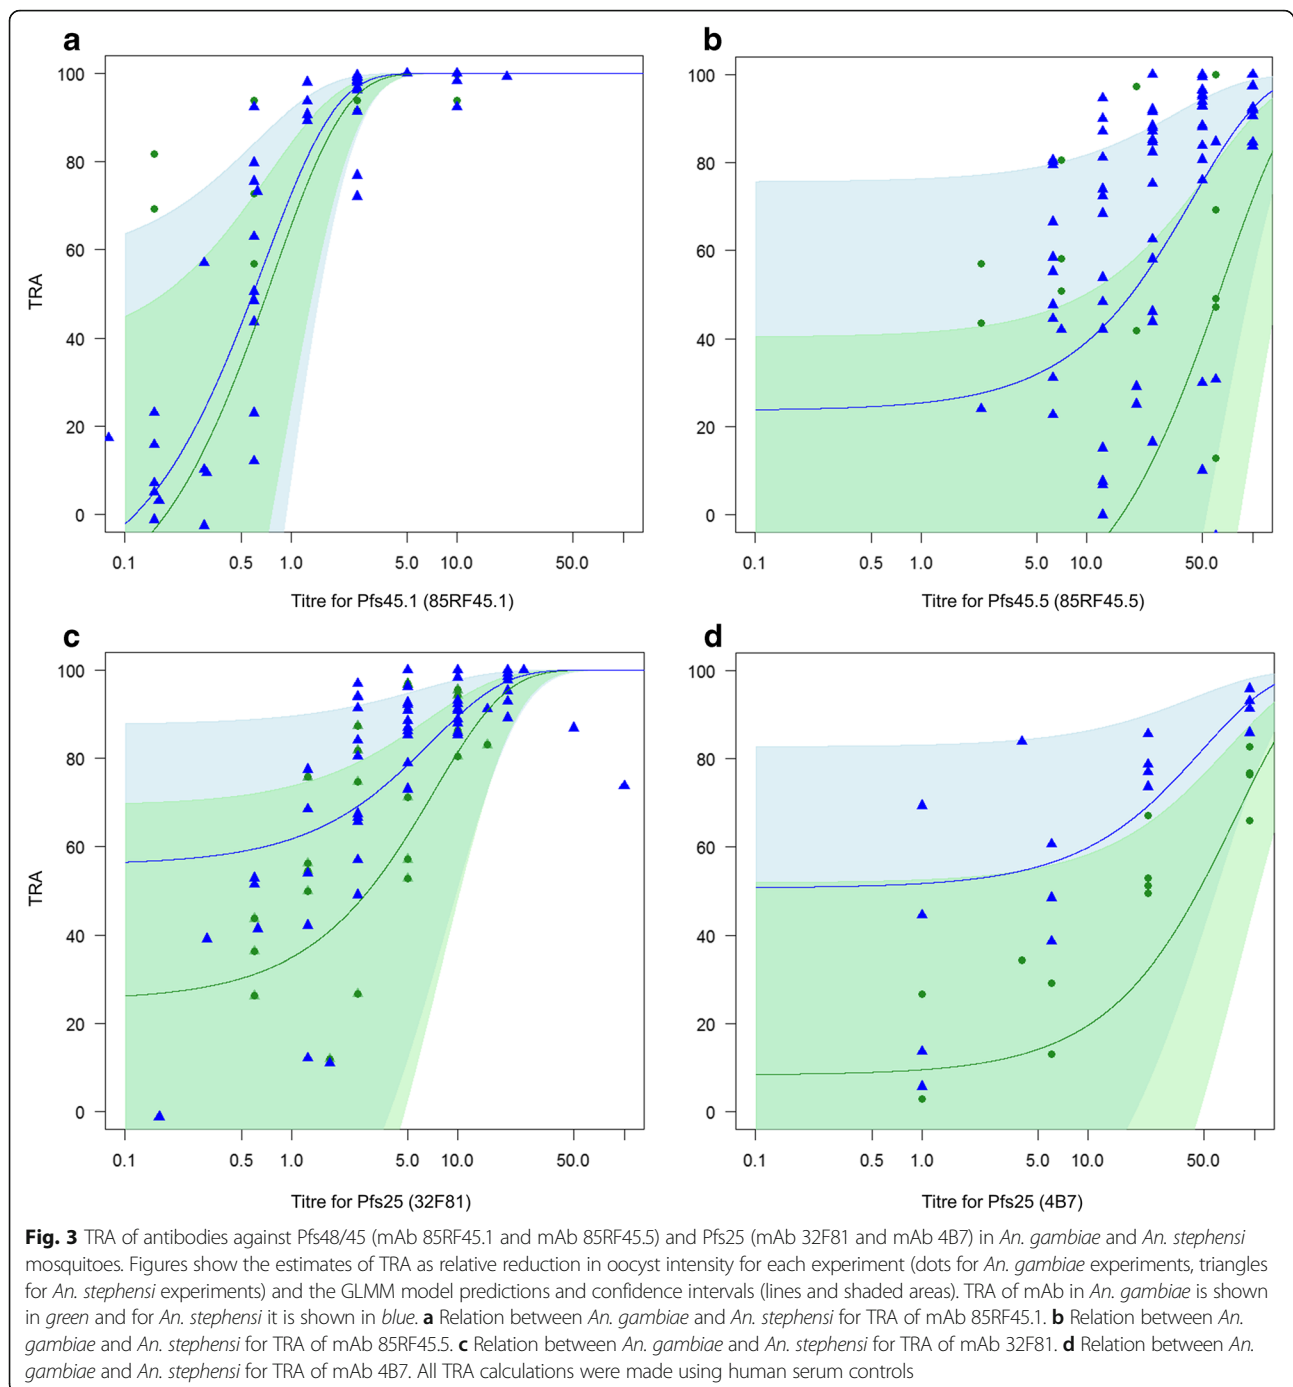 a
100
80
60
40
20
0
TRA
0.1 0.5 1.0 5.0 10.0 50.0
Titre for Pfs45.1 (85RF45.1)
b
100
80
60
40
20
0
0.1 0.5 1.0 5.0 10.0 50.0
Titre for Pfs45.5 (85RF45.5)
c
100
80
60
40
20
0
TRA
0.1 0.5 1.0 5.0 10.0 50.0
Titre for Pfs25 (32F81)
d
100
80
60
40
20
0
0.1 0.5 1.0 5.0 10.0 50.0
Titre for Pfs25 (4B7)
Fig. 3 TRA of antibodies against Pfs48/45 (mAb 85RF45.1 and mAb 85RF45.5) and Pfs25 (mAb 32F81 and mAb 4B7) in An. gambiae and An. stephensi
mosquitoes. Figures show the estimates of TRA as relative reduction in oocyst intensity for each experiment (dots for An. gambiae experiments, triangles
for An. stephensi experiments) and the GLMM model predictions and confidence intervals (lines and shaded areas). TRA of mAb in An. gambiae is shown
in green and for An. stephensi it is shown in blue. a Relation between An. gambiae and An. stephensi for TRA of mAb 85RF45.1. b Relation between An.
gambiae and An. stephensi for TRA of mAb 85RF45.5. c Relation between An. gambiae and An. stephensi for TRA of mAb 32F81. d Relation between An.
gambiae and An. stephensi for TRA of mAb 4B7. All TRA calculations were made using human serum controls